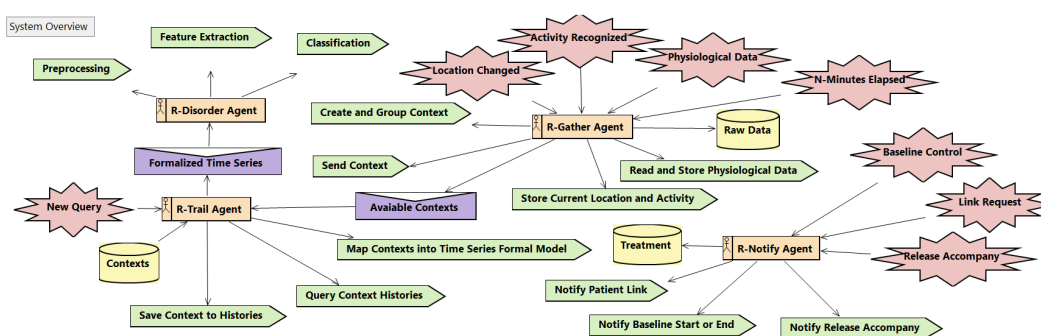 System Overview
Feature Extraction
Classification
Preprocessing
R-Disorder Agent
Formalized Time Series
New Query
R-Trail Agent
Contexts
Save Context to Histories
Query Context Histories
Map Contexts into Time Series Formal Model
Activity Recognized
Location Changed
Physiological Data
N-Minutes Elapsed
Create and Group Context
R-Gather Agent
Raw Data
Send Context
Avaiable Contexts
Read and Store Physiological Data
Store Current Location and Activity
Baseline Control
Link Request
Release Accompany
Treatment
R-Notify Agent
Notify Patient Link
Notify Baseline Start or End
Notify Release Accompany